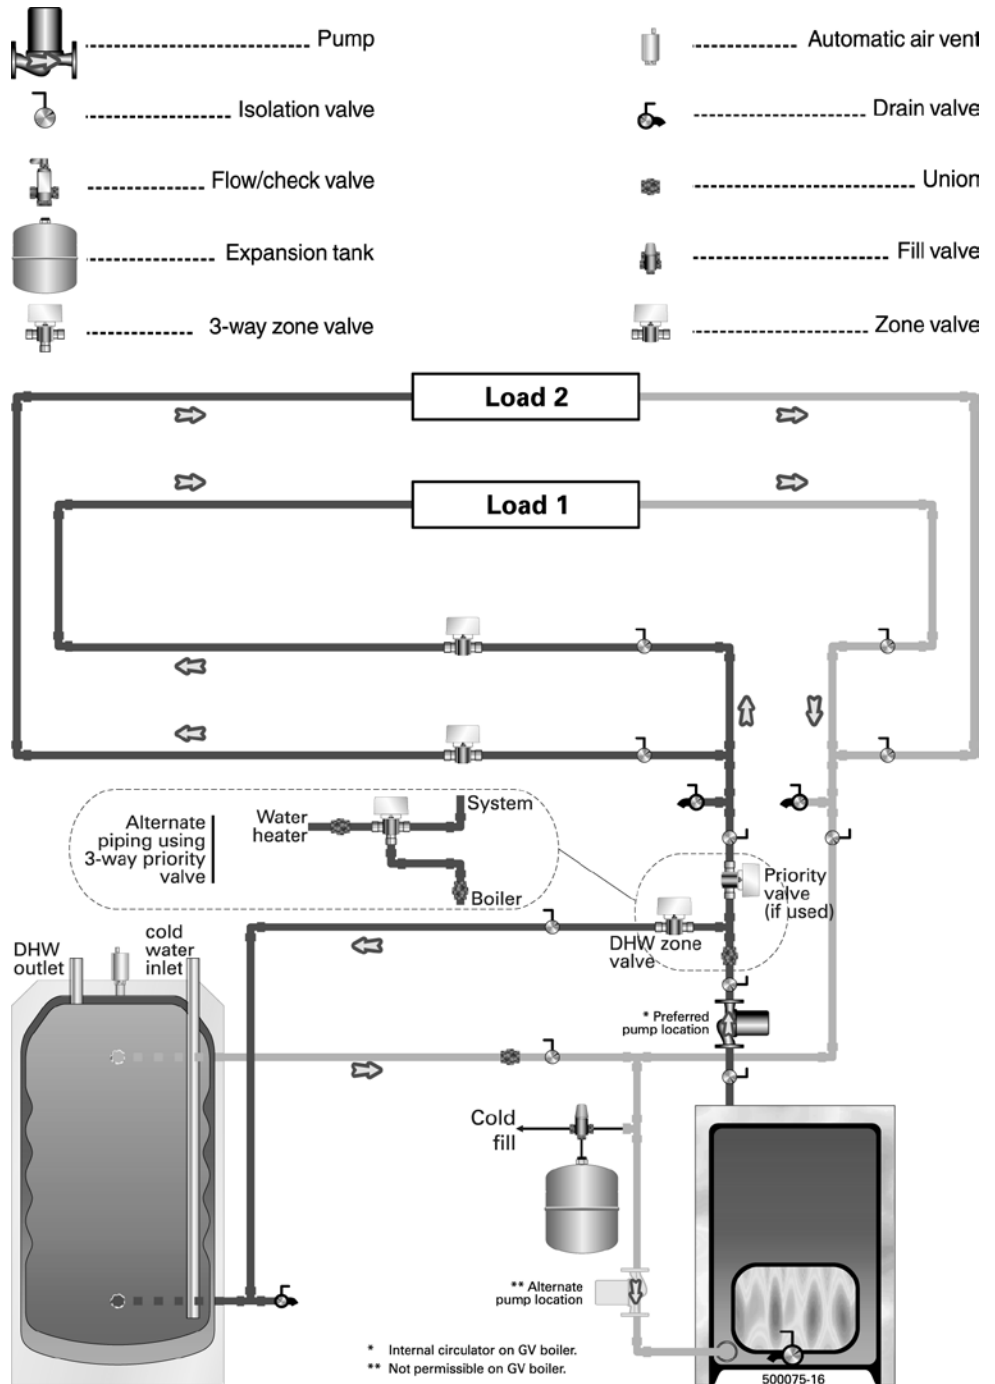 Pump
Automatic air vent
Isolation valve
Drain valve
Flow/check valve
Union
Expansion tank
Fill valve
3-way zone valve
Zone valve
Load 2
Load 1
Alternate
piping using
3-way priority
valve
Water
heater
System
Boiler
Priority
valve
(if used)
DHW zone
valve
DHW
outlet
cold
water
inlet
* Preferred
pump location
Cold
fill
** Alternate
pump location
* Internal circulator on GV boiler.
** Not permissible on GV boiler.
500075-16